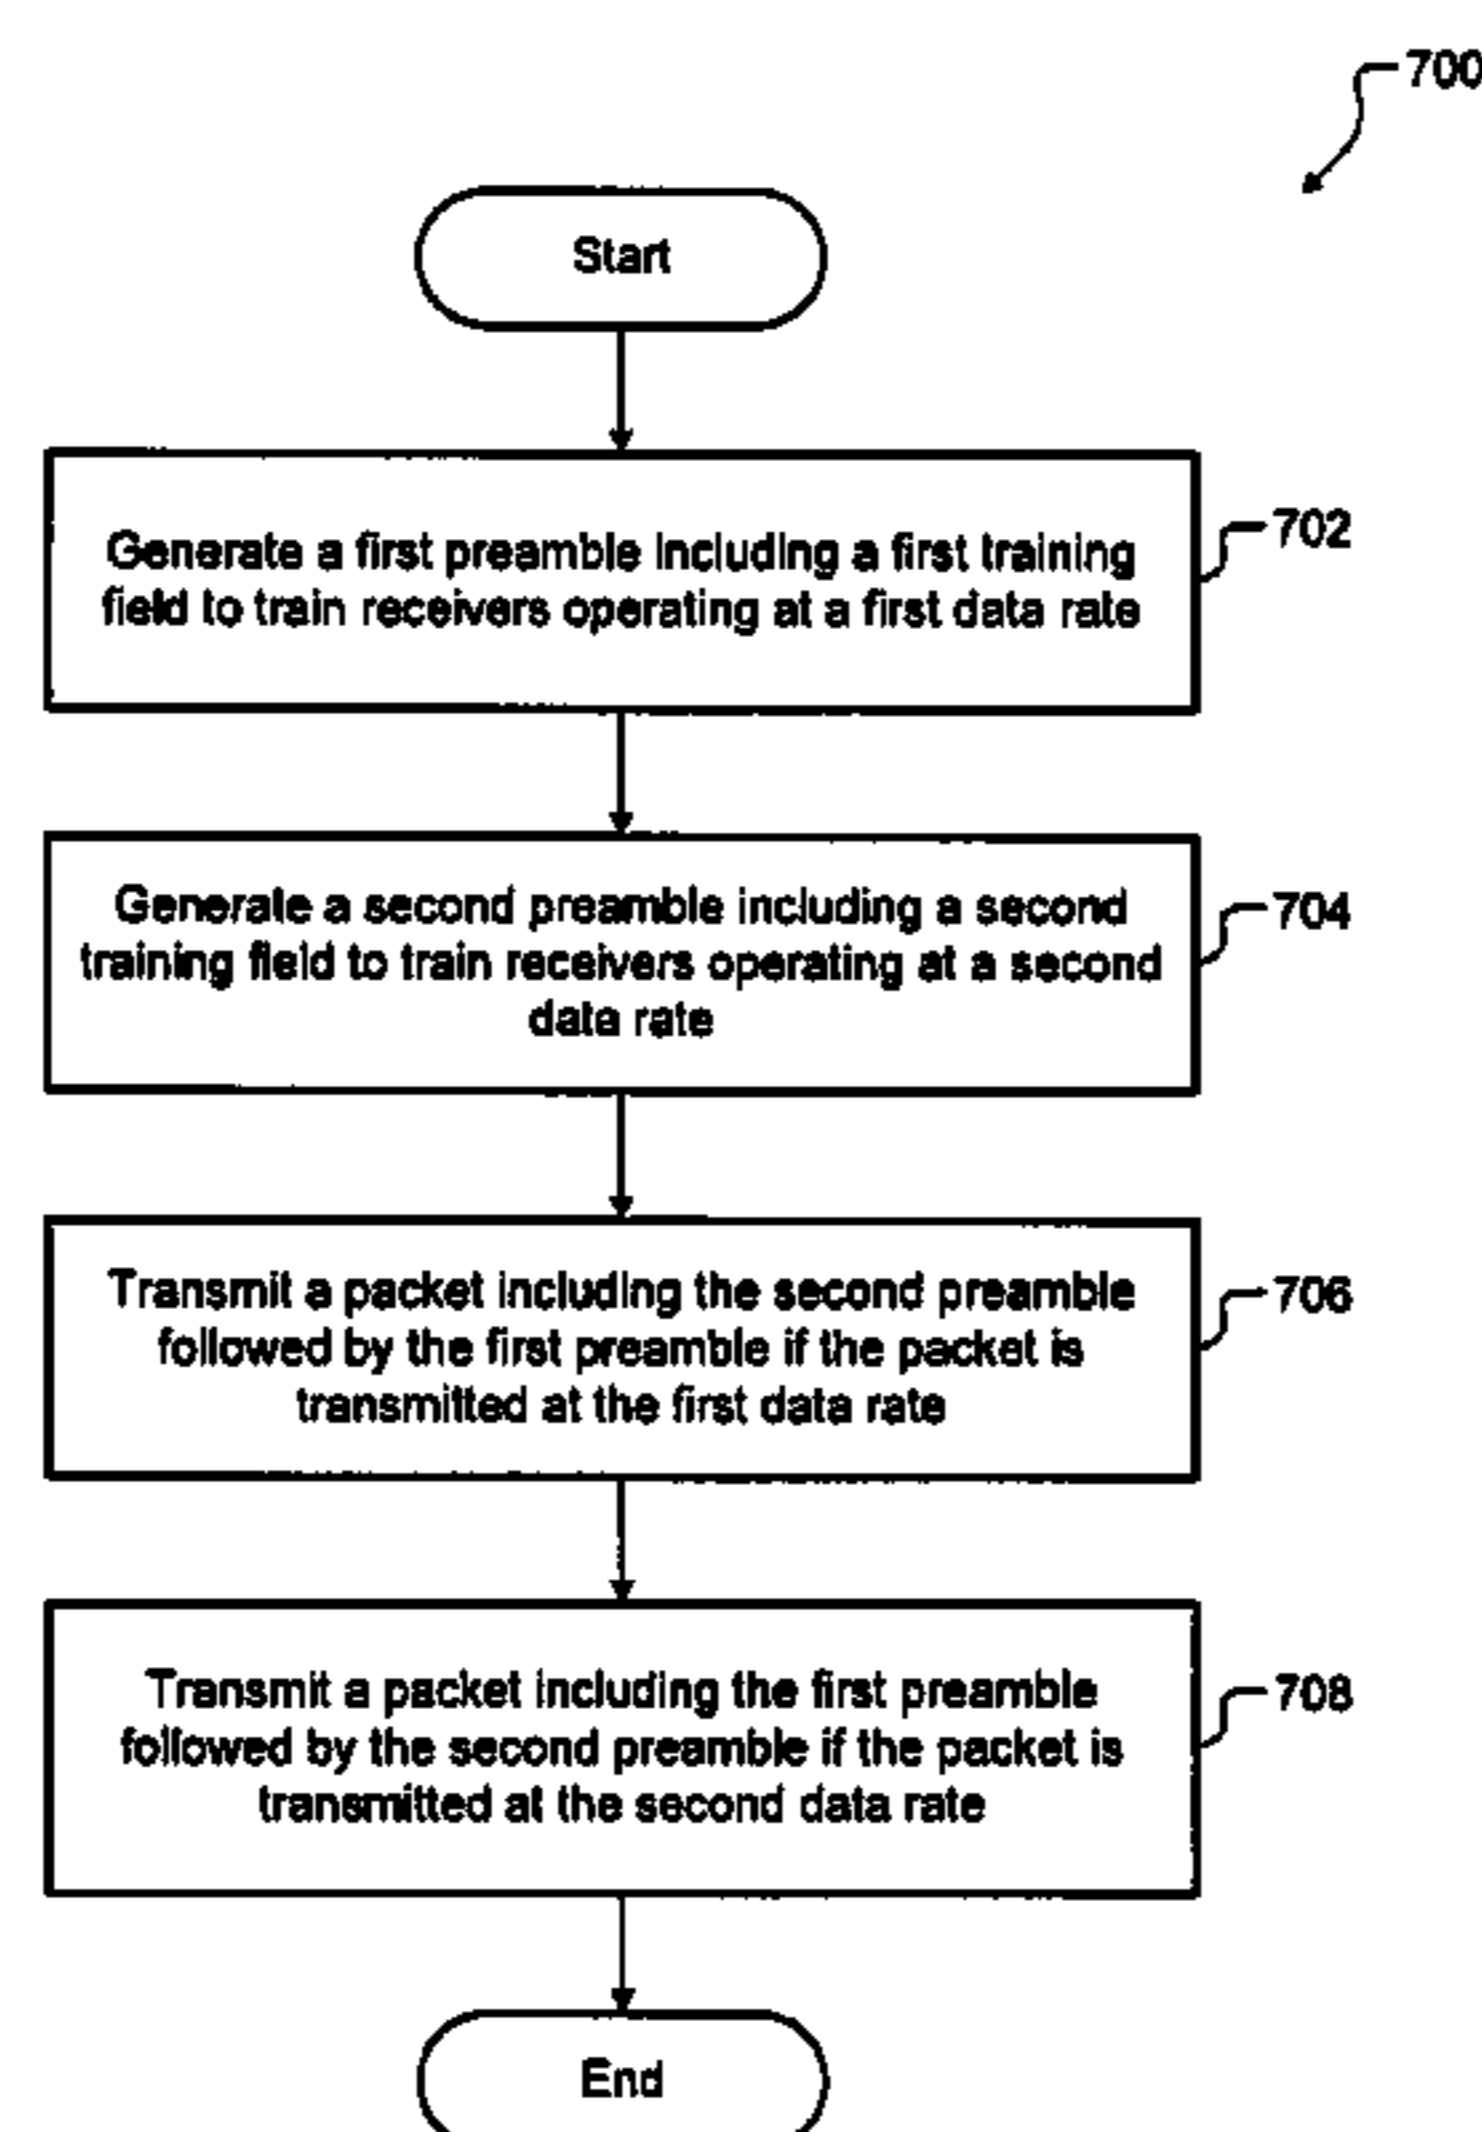 700
Start
Generate a first preamble including a first training
field to train receivers operating at a first data rate
702
Generate a second preamble including a second
training field to train receivers operating at a second
data rate
704
Transmit a packet including the second preamble
followed by the first preamble if the packet is
transmitted at the first data rate
706
Transmit a packet including the first preamble
followed by the second preamble if the packet is
transmitted at the second data rate
708
End